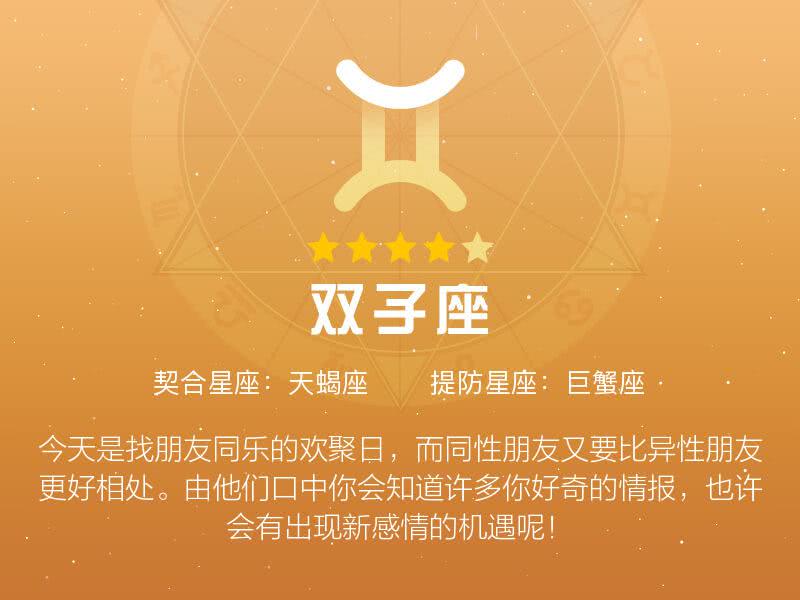 双子座
契合星座：天蝎座 提防星座：巨蟹座
今天是找朋友同乐的欢聚日，而同性朋友又要比异性朋友
更好相处。由他们口中你会知道许多你好奇的情报，也许
会有出现新感情的机遇呢！